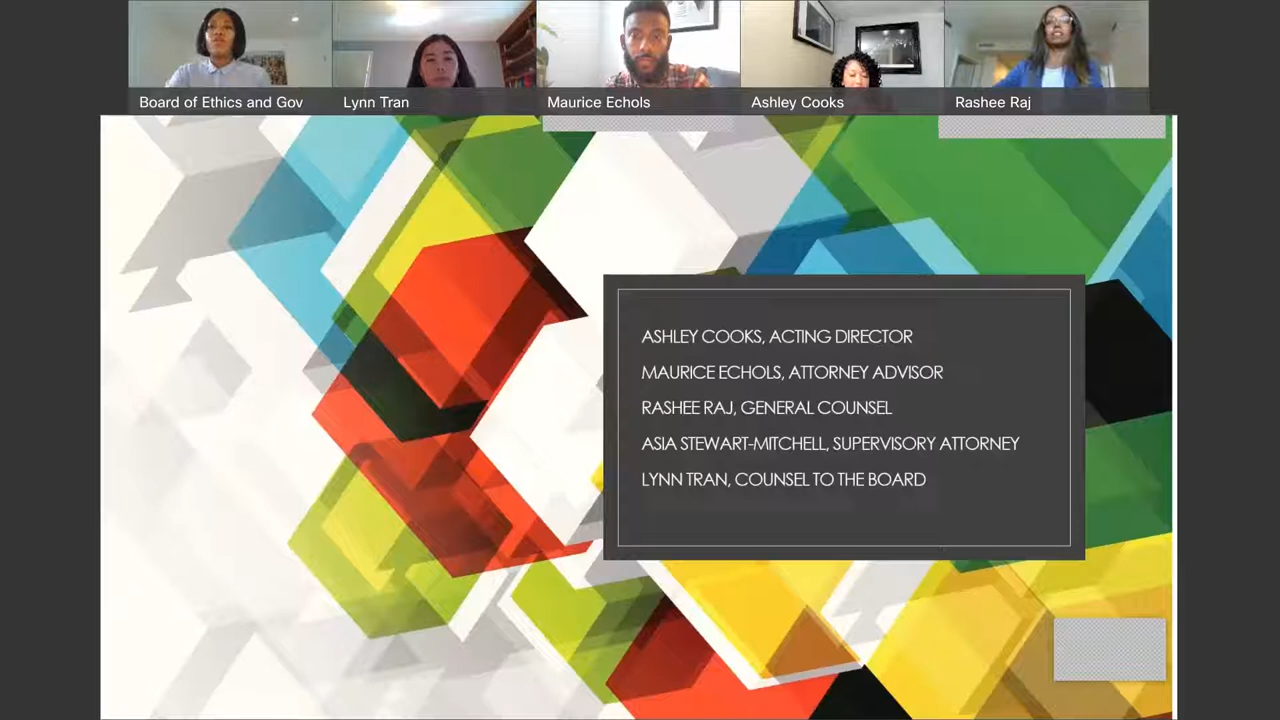 Board of Ethics and Gov
Lynn Tran
Maurice Echols
Ashley Cooks
Rashee Raj
ASHLEY COOKS, ACTING DIRECTOR
MAURICE ECHOLS, ATTORNEY ADVISOR
RASHEE RAJ, GENERAL COUNSEL
ASIA STEWART-MITCHELL, SUPERVISORY ATTORNEY
LYNN TRAN, COUNSEL TO THE BOARD